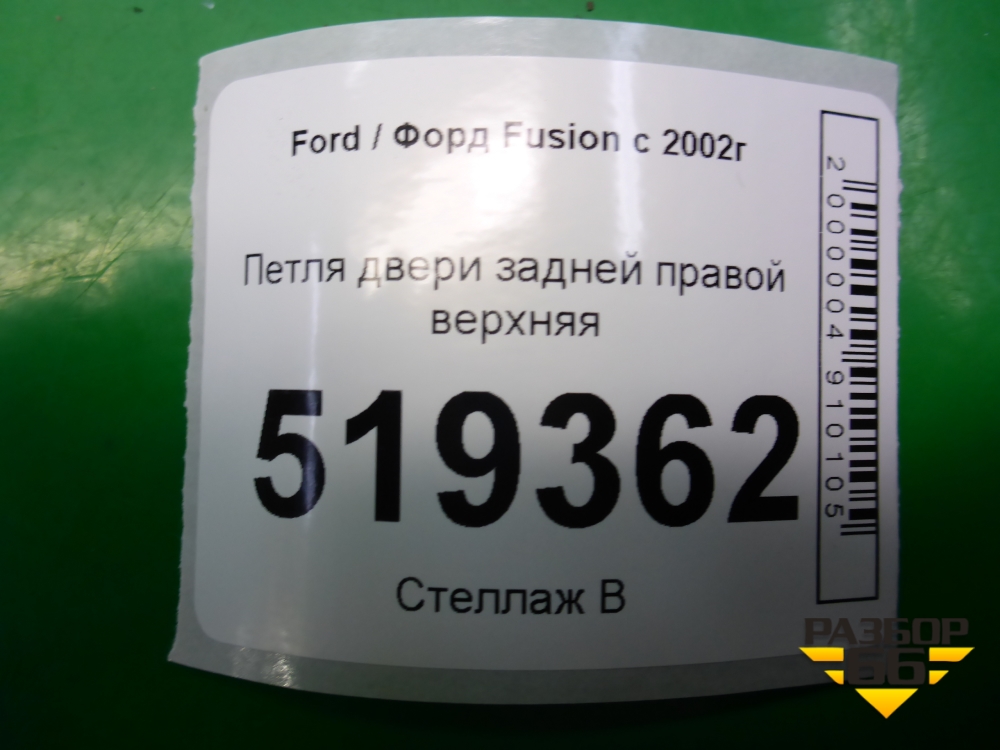 Ford / Форд Fusion с 2002г
Петля двери задней правой
верхняя
519362
Стеллаж В
2000004910105
РАЗБОР
66